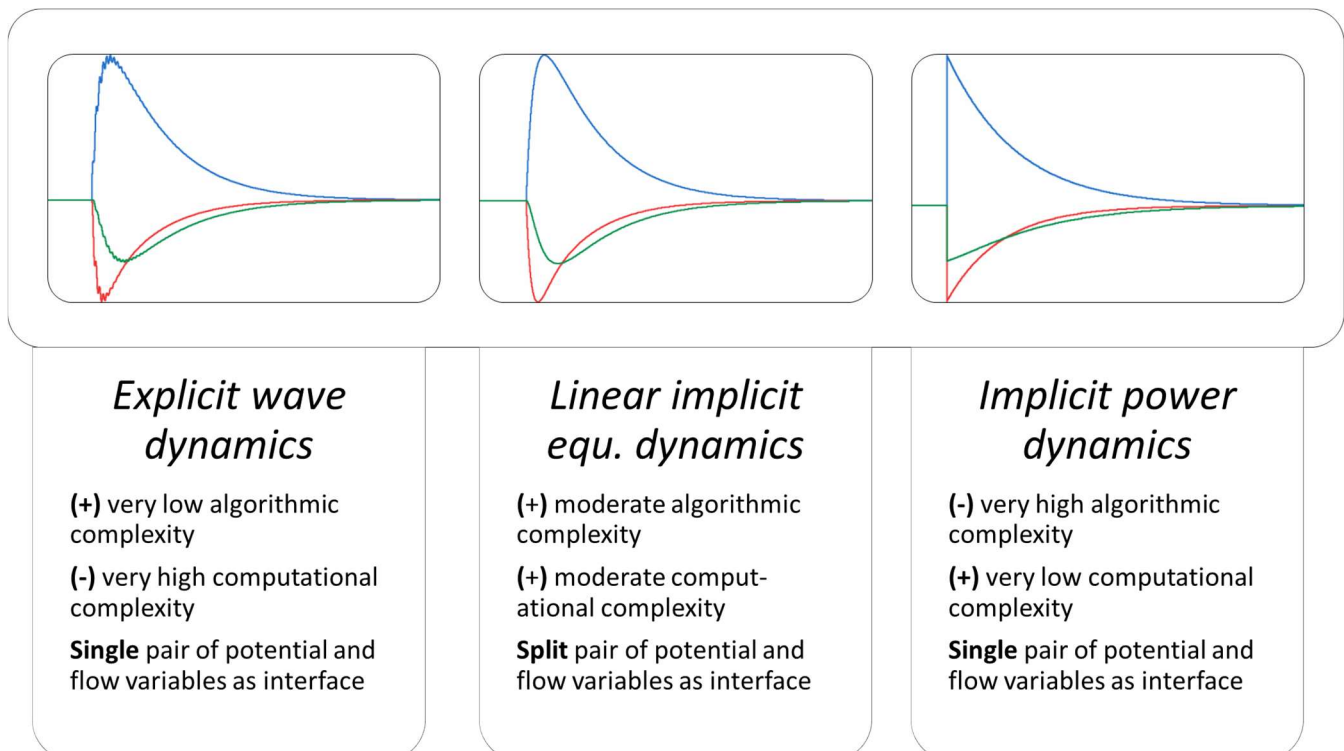 Explicit wave
dynamics
(+) very low algorithmic
complexity
(-) very high computational
complexity
Single pair of potential and
flow variables as interface
Linear implicit
equ. dynamics
(+) moderate algorithmic
complexity
(+) moderate comput-
ational complexity
Split pair of potential and
flow variables as interface
Implicit power
dynamics
(-) very high algorithmic
complexity
(+) very low computational
complexity
Single pair of potential and
flow variables as interface